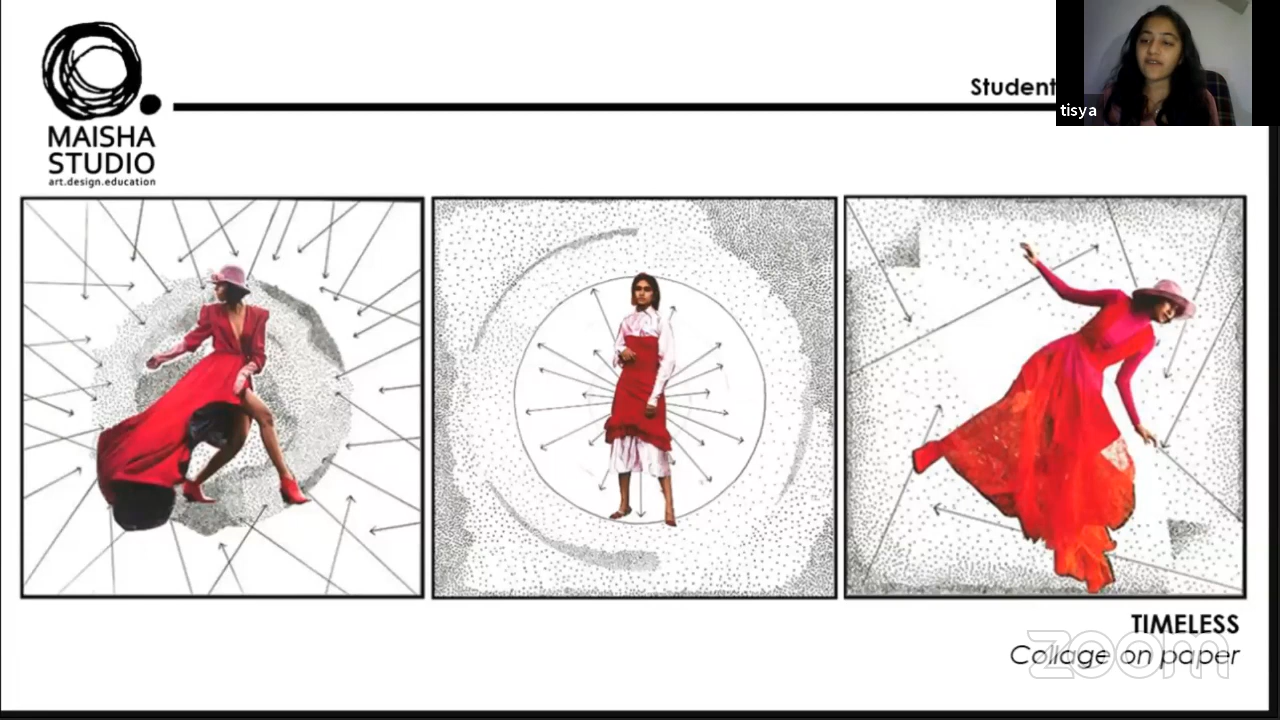 MAISHA
STUDIO
art.design.education
Student
tisya
TIMELESS
Collage on paper
zoom